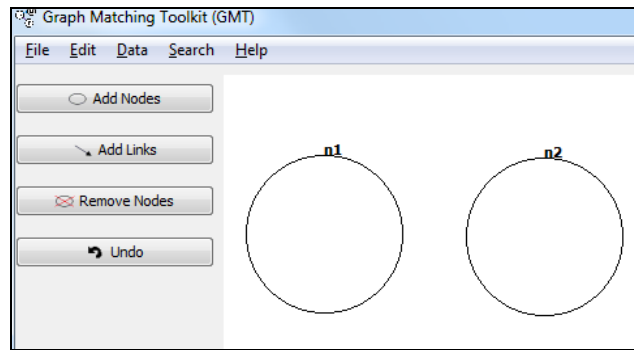 Graph Matching Toolkit (GMT)
File Edit Data Search Help
Add Nodes
Add Links
Remove Nodes
Undo
n1 n2